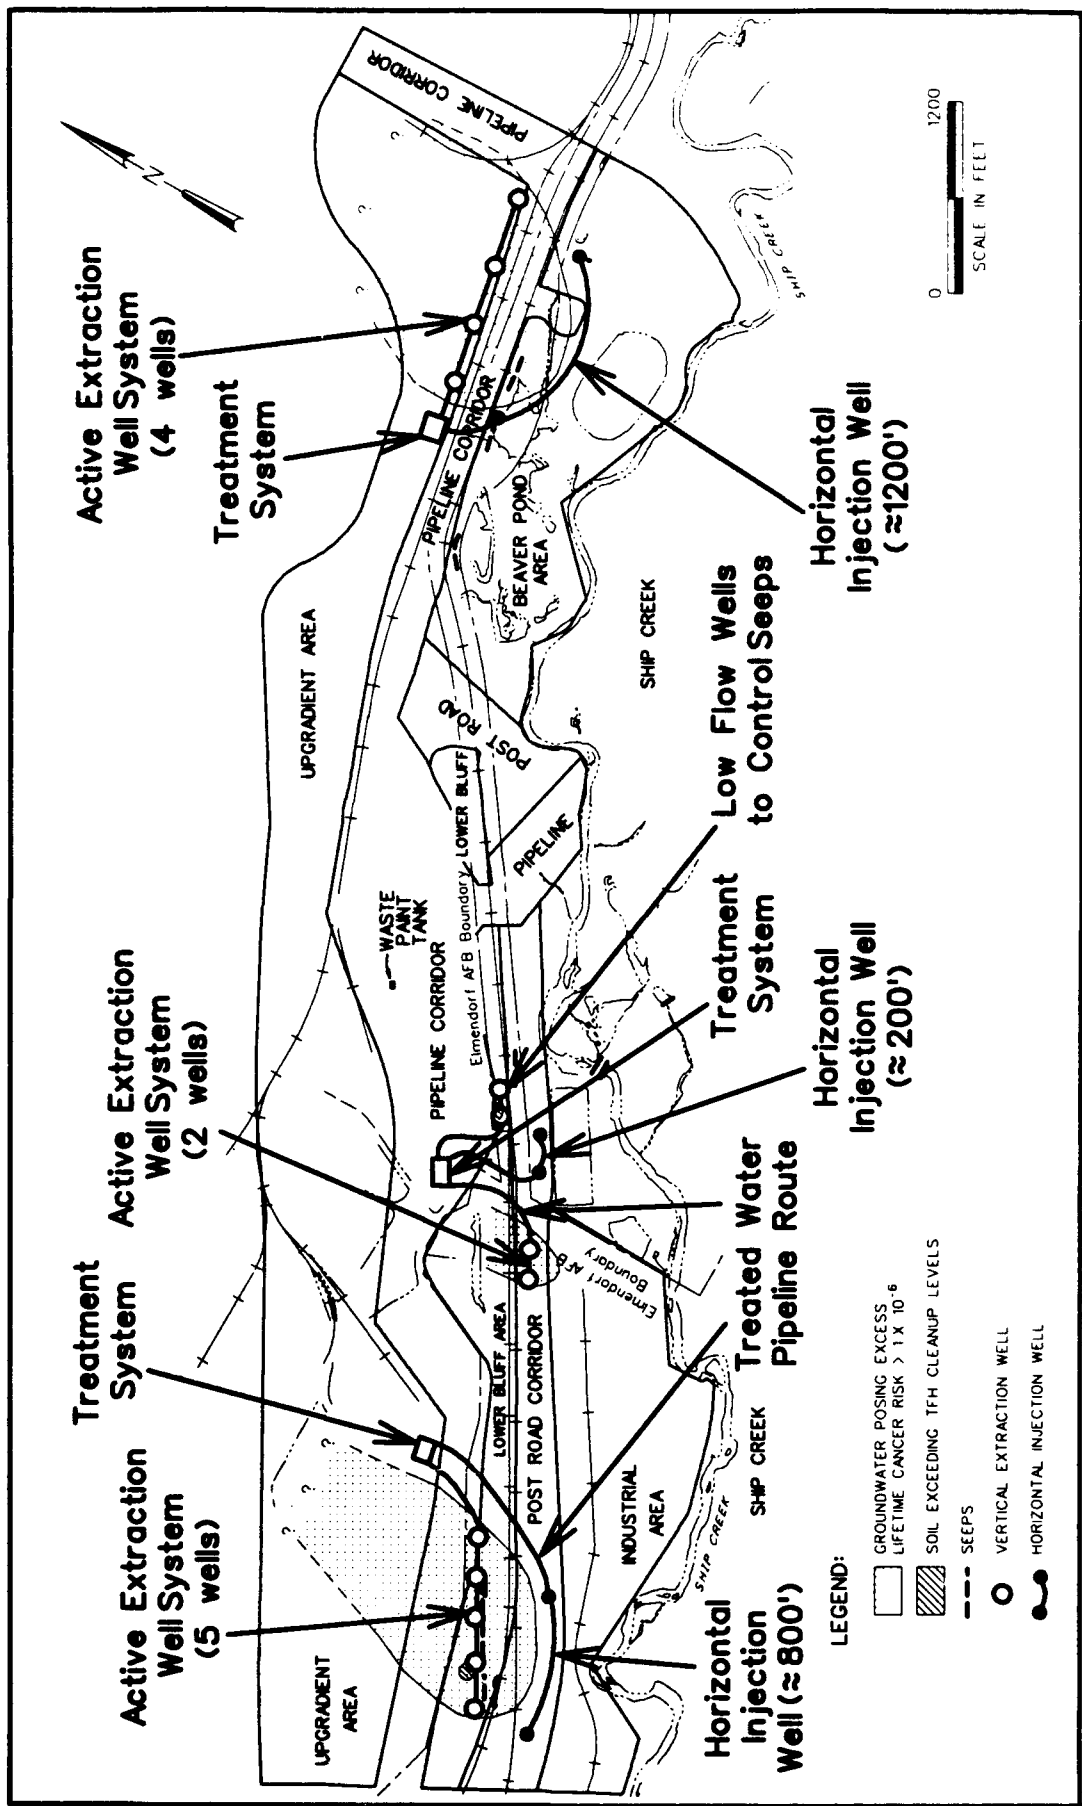 Active Extraction
Well System
(5 wells)
Treatment
System
Active Extraction
Well System
(2 wells)
Active Extraction
Well System
(4 wells)
Treatment
System
N
UPGRADIENT
AREA
UPGRADIENT AREA
WASTE
PAINT
TANK
PIPELINE CORRIDOR
Elmendorf AFB Boundary
LOWER BLUFF
POST ROAD
PIPELINE
PIPELINE CORRIDOR
PIPELINE CORRIDOR
PIPELINE CORRIDOR
BEAVER POND
AREA
LOWER BLUFF AREA
POST ROAD CORRIDOR
Elmendorf AFB
Boundary
INDUSTRIAL
AREA
SHIP CREEK
SHIP CREEK
SHIP CREEK
SHIP CREEK
Horizontal
Injection
Well (≈800')
Treated Water
Pipeline Route
Horizontal
Injection Well
(≈200')
Treatment
System
Low Flow Wells
to Control Seeps
Horizontal
Injection Well
(≈1200')
0 1200
SCALE IN FEET
LEGEND:
GROUNDWATER POSING EXCESS
LIFETIME CANCER RISK > 1 X 10⁻⁶
SOIL EXCEEDING TFH CLEANUP LEVELS
SEEPS
VERTICAL EXTRACTION WELL
HORIZONTAL INJECTION WELL